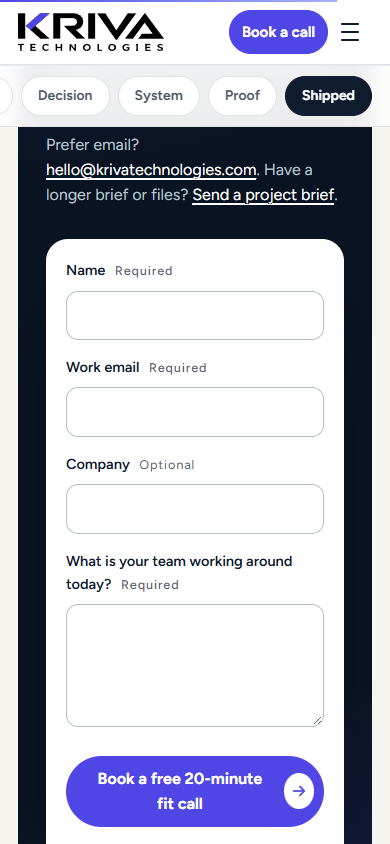 KRIVA
TECHNOLOGIES
Book a call
Decision
System
Proof
Shipped
Prefer email?
hello@krivatechnologies.com. Have a
longer brief or files? Send a project brief.
Name Required
Work email Required
Company Optional
What is your team working around
today? Required
Book a free 20-minute
fit call